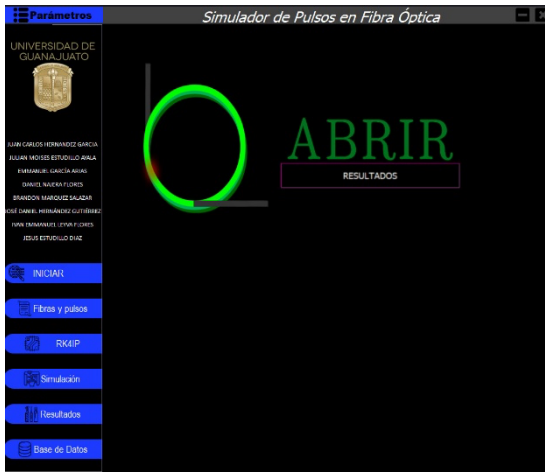 Parámetros
Simulador de Pulsos en Fibra Óptica
UNIVERSIDAD DE
GUANAJUATO
JUAN CARLOS HERNANDEZ GARCIA
JULIAN MOISES ESTUDILLO AYALA
EMMANUEL GARCÍA ARIAS
DANIEL NAJERA FLORES
BRANDON MARQUEZ SALAZAR
JOSÉ DANIEL HERNÁNDEZ GUTIÉRREZ
IVAN EMMANUEL LEYVA FLORES
JESUS ESTUDILLO DIAZ
ABRIR
RESULTADOS
INICIAR
Fibras y pulsos
RK4IP
Simulación
Resultados
Base de Datos